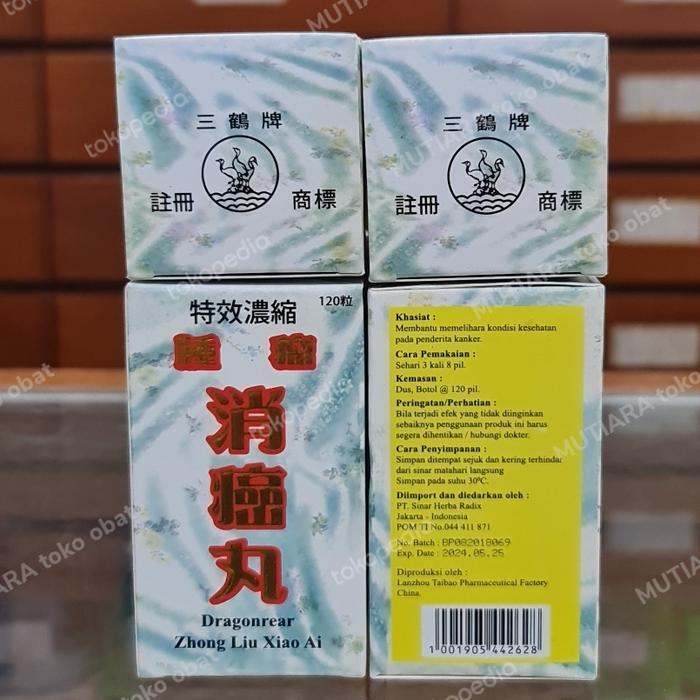 三鶴牌
註冊 商標
三鶴牌
註冊 商標
特效濃縮 120粒
腫 瘤
消
癌
丸
Dragonrear
Zhong Liu Xiao Ai
Khasiat :
Membantu memelihara kondisi kesehatan
pada penderita kanker.
Cara Pemakaian :
Sehari 3 kali 8 pil.
Kemasan :
Dus, Botol @ 120 pil.
Peringatan/Perhatian :
Bila terjadi efek yang tidak diinginkan
sebaiknya penggunaan produk ini harus
segera dihentikan / hubungi dokter.
Cara Penyimpanan :
Simpan ditempat sejuk dan kering terhindar
dari sinar matahari langsung
Simpan pada suhu 30⁰C.
Diimport dan diedarkan oleh :
PT. Sinar Herba Radix
Jakarta - Indonesia
POM TI No.044 411 871
No. Batch : BP082018069
Exp. Date : 2024.05.25
Diproduksi oleh :
Lanzhou Taibao Pharmaceutical Factory
China.
1 001905 442628
tokopedia
MUTIARA toko obat